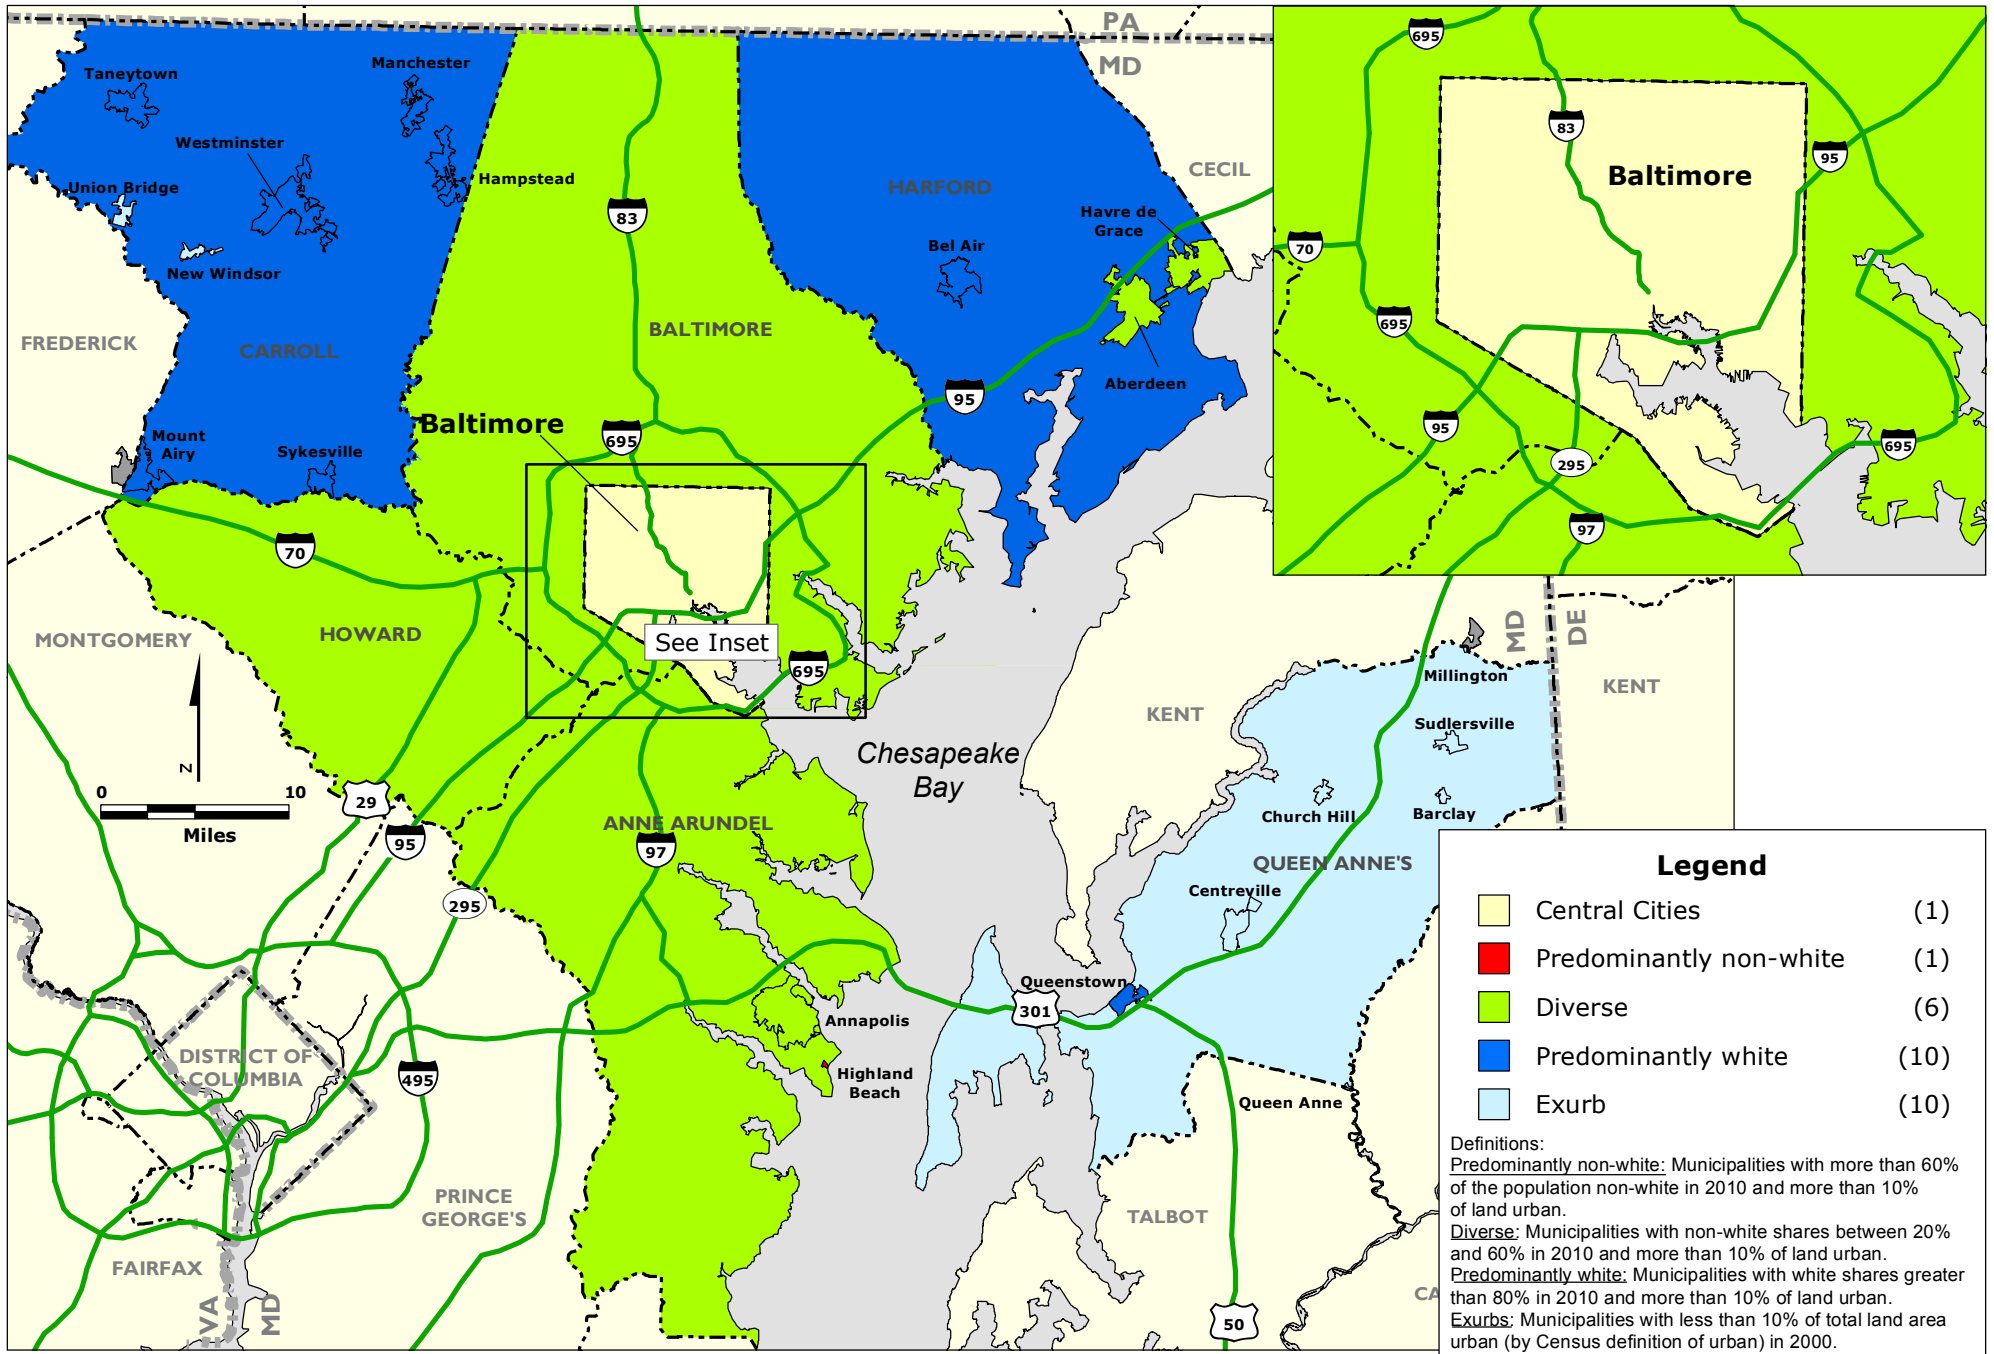 PA
MD
Taneytown
Manchester
Westminster
Union Bridge
Hampstead
New Windsor
83
HARFORD
CECIL
Havre de
Grace
Bel Air
FREDERICK
CARROLL
BALTIMORE
Aberdeen
95
Baltimore
695
Mount
Airy
Sykesville
70
HOWARD
MONTGOMERY
See Inset
695
N
0
10
Miles
29
95
295
ANNE ARUNDEL
97
Chesapeake
Bay
KENT
MD
DE
KENT
Millington
Sudlersville
Church Hill
Barclay
QUEEN ANNE'S
Centreville
Queenstown
301
Annapolis
Highland
Beach
DISTRICT OF
COLUMBIA
495
PRINCE
GEORGE'S
FAIRFAX
VA
MD
Queen Anne
TALBOT
50
CA
695
83
95
Baltimore
70
695
95
295
695
97
Legend
Central Cities (1)
Predominantly non-white (1)
Diverse (6)
Predominantly white (10)
Exurb (10)
Definitions:
Predominantly non-white: Municipalities with more than 60%
of the population non-white in 2010 and more than 10%
of land urban.
Diverse: Municipalities with non-white shares between 20%
and 60% in 2010 and more than 10% of land urban.
Predominantly white: Municipalities with white shares greater
than 80% in 2010 and more than 10% of land urban.
Exurbs: Municipalities with less than 10% of total land area
urban (by Census definition of urban) in 2000.